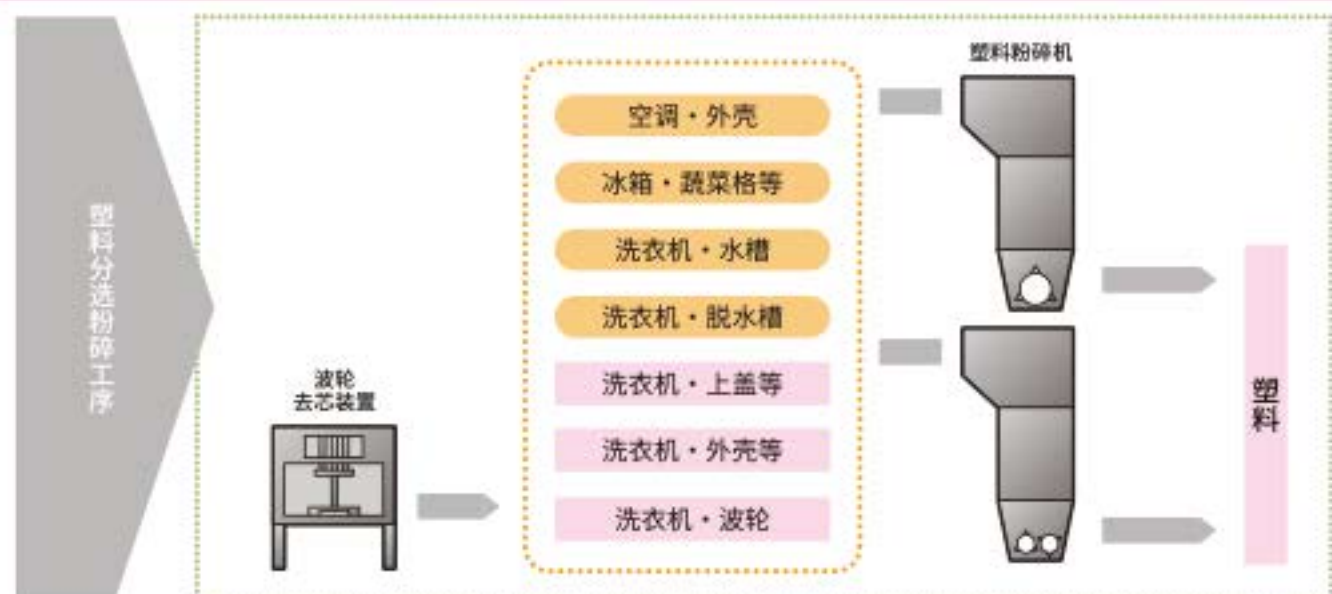 塑料分选粉碎工序
波轮
去芯装置
空调・外壳
冰箱・蔬菜格等
洗衣机・水槽
洗衣机・脱水槽
洗衣机・上盖等
洗衣机・外壳等
洗衣机・波轮
塑料粉碎机
塑料